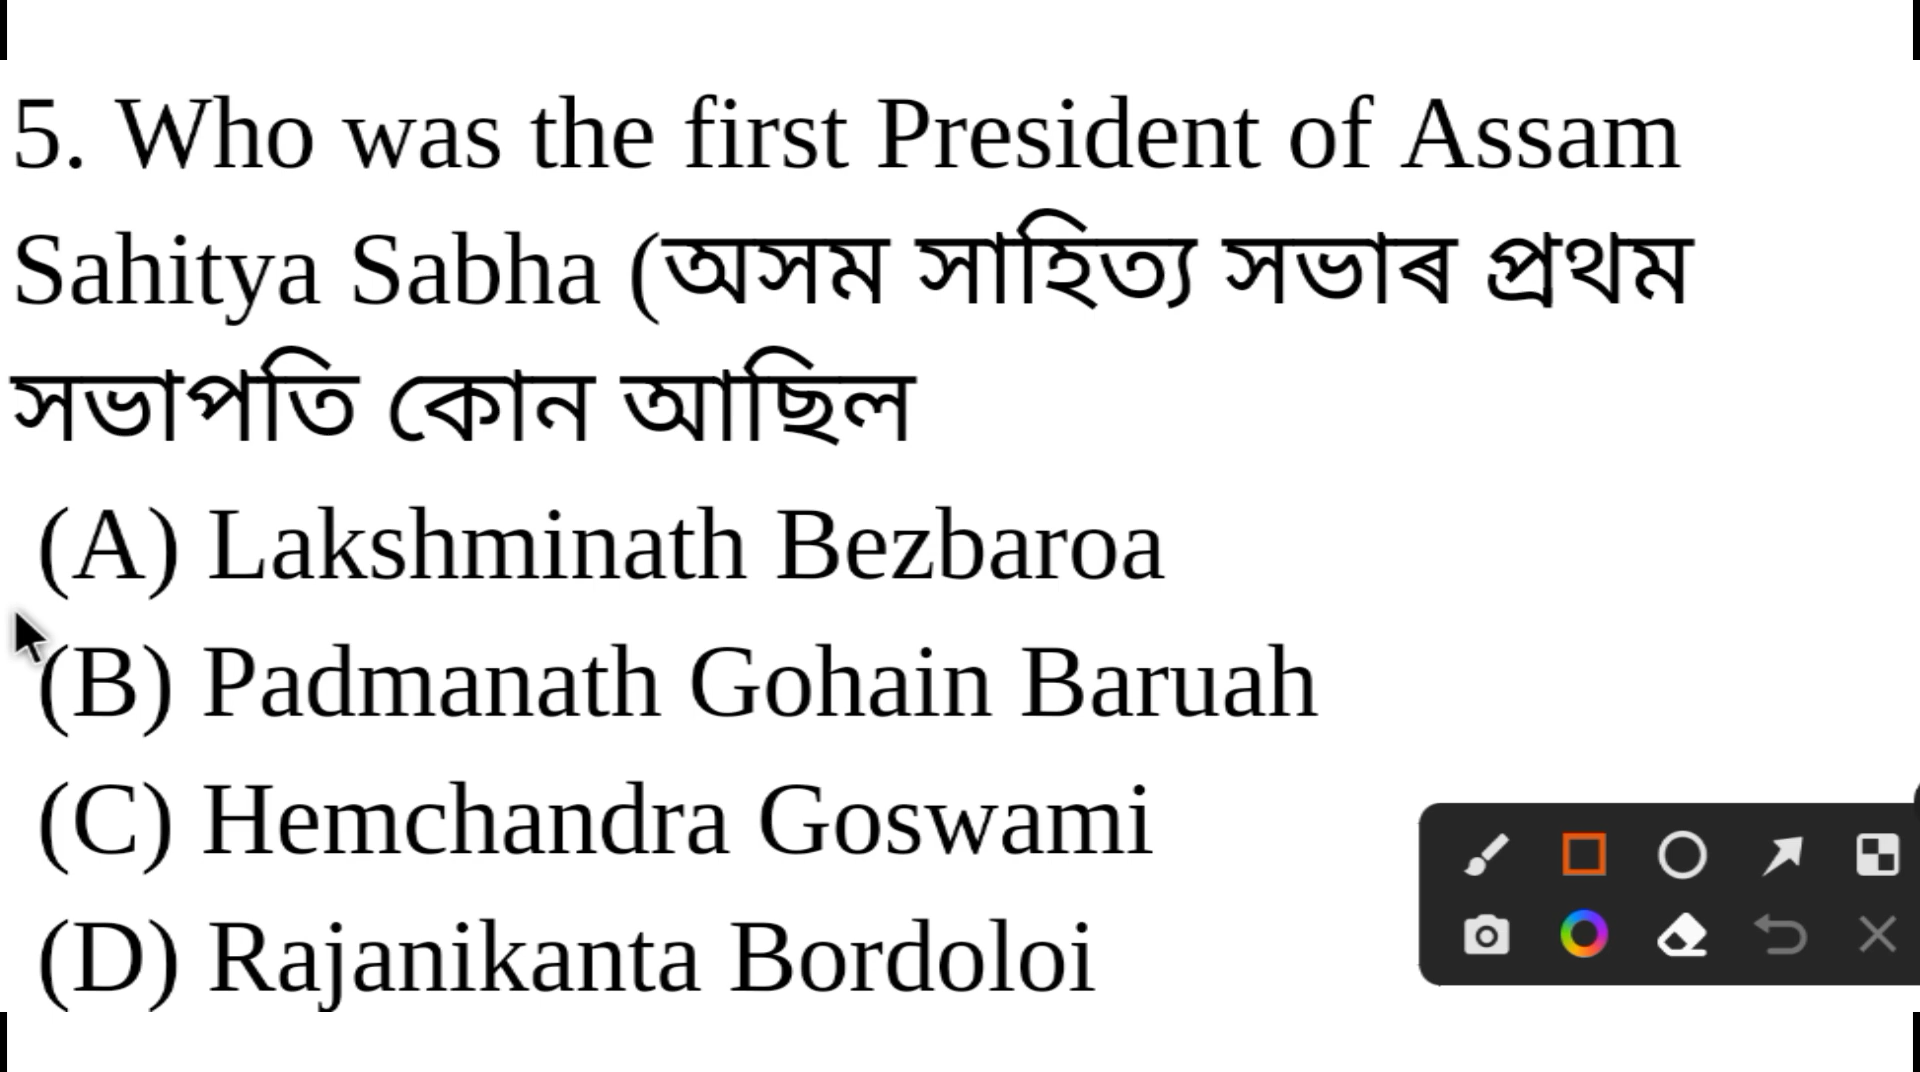 5. Who was the first President of Assam
Sahitya Sabha (অসম সাহিত্য সভাৰ প্ৰথম
সভাপতি কোন আছিল
(A) Lakshminath Bezbaroa
(B) Padmanath Gohain Baruah
(C) Hemchandra Goswami
(D) Rajanikanta Bordoloi